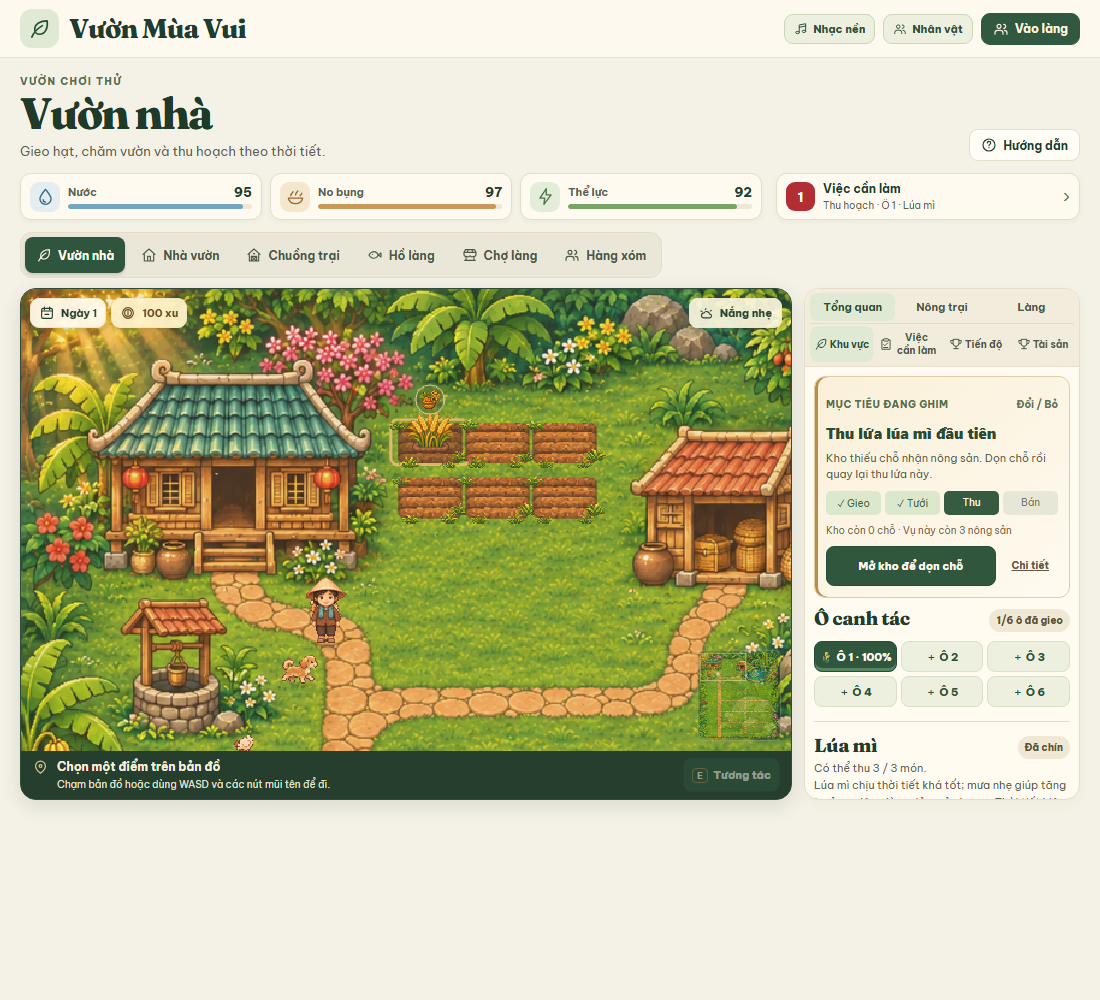 Vườn Mùa Vui
Nhạc nền
Nhân vật
Vào làng
VƯỜN CHƠI THỬ
Vườn nhà
Gieo hạt, chăm vườn và thu hoạch theo thời tiết.
Hướng dẫn
Nước 95
No bụng 97
Thể lực 92
1 Việc cần làm
Thu hoạch · Ô 1 · Lúa mì
Vườn nhà
Nhà vườn
Chuồng trại
Hồ làng
Chợ làng
Hàng xóm
Ngày 1
100 xu
Nắng nhẹ
Tổng quan
Nông trại
Làng
Khu vực
Việc
cần làm
Tiến độ
Tài sản
MỤC TIÊU ĐANG GHIM
Đổi / Bỏ
Thu lứa lúa mì đầu tiên
Kho thiếu chỗ nhận nông sản. Dọn chỗ rồi
quay lại thu lứa này.
✓ Gieo
✓ Tưới
Thu
Bán
Kho còn 0 chỗ · Vụ này còn 3 nông sản
Mở kho để dọn chỗ
Chi tiết
Ô canh tác
1/6 ô đã gieo
Ô 1 · 100%
+ Ô 2
+ Ô 3
+ Ô 4
+ Ô 5
+ Ô 6
Lúa mì
Đã chín
Có thể thu 3 / 3 món.
Lúa mì chịu thời tiết khá tốt; mưa nhẹ giúp tăng
Chọn một điểm trên bản đồ
Chạm bản đồ hoặc dùng WASD và các nút mũi tên để đi.
E Tương tác